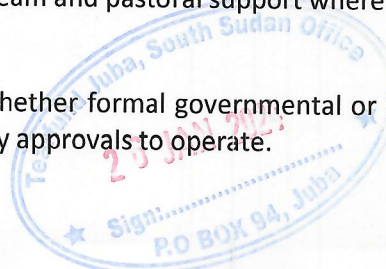 eam and pastoral support where
Juba, South Sudan Office
hether formal governmental or
y approvals to operate.
JAN
Sign:
P.O BOX 94, Juba